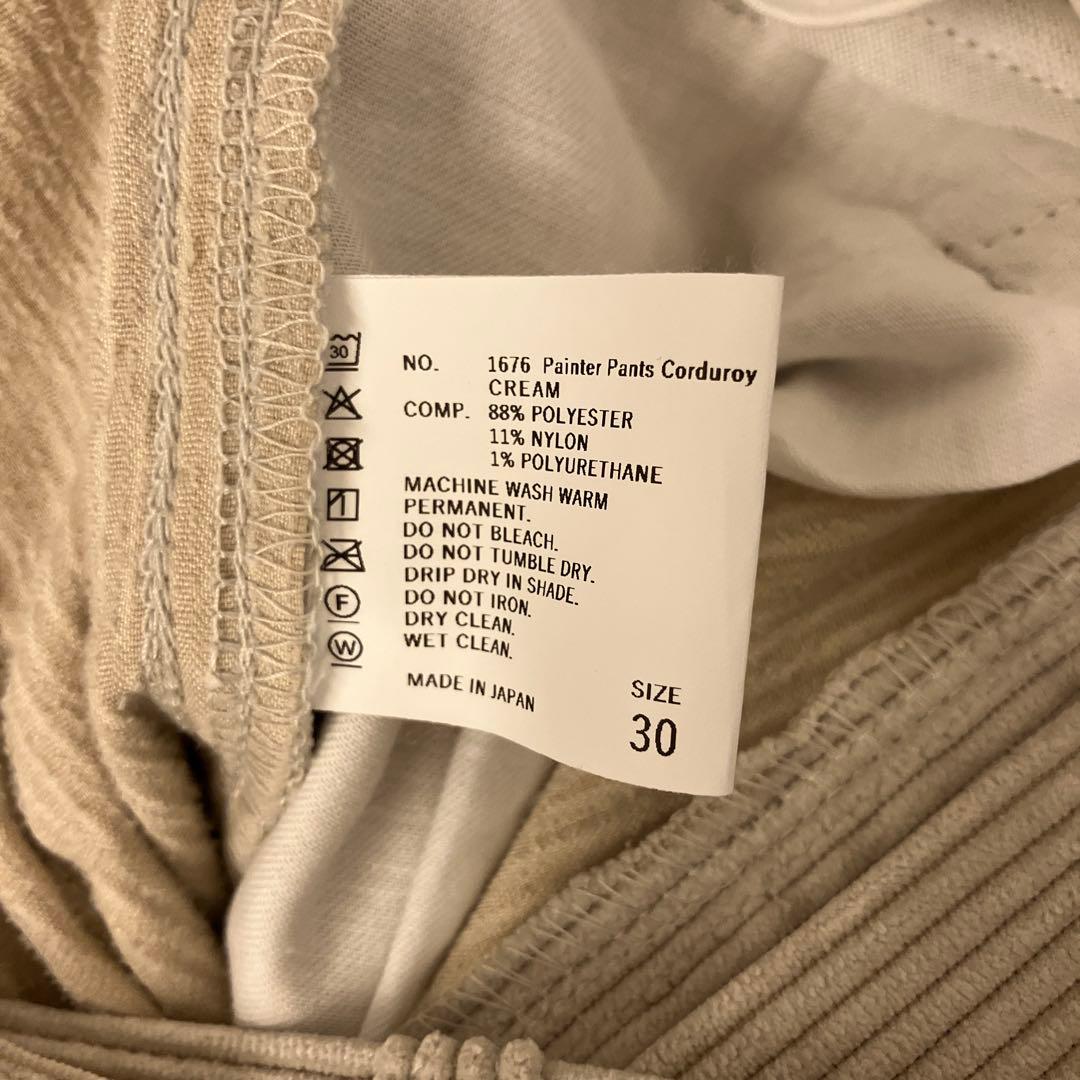 30
NO. 1676 Painter Pants Corduroy
CREAM
COMP. 88% POLYESTER
11% NYLON
1% POLYURETHANE
MACHINE WASH WARM
PERMANENT.
DO NOT BLEACH.
DO NOT TUMBLE DRY.
DRIP DRY IN SHADE.
DO NOT IRON.
DRY CLEAN.
WET CLEAN.
F
W
MADE IN JAPAN
SIZE
30